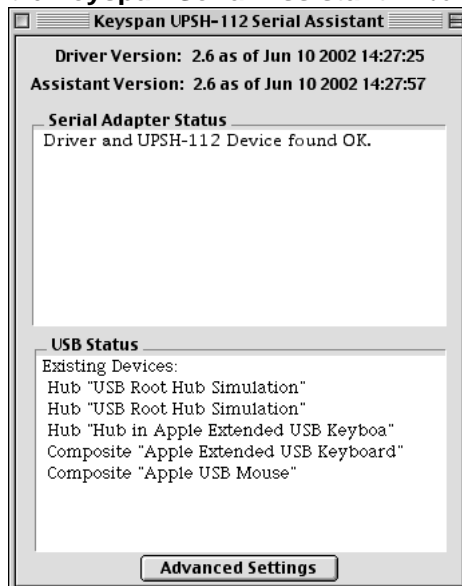 Keyspan UPSH-112 Serial Assistant
Driver Version: 2.6 as of Jun 10 2002 14:27:25
Assistant Version: 2.6 as of Jun 10 2002 14:27:57
Serial Adapter Status
Driver and UPSH-112 Device found OK.
USB Status
Existing Devices:
Hub "USB Root Hub Simulation"
Hub "USB Root Hub Simulation"
Hub "Hub in Apple Extended USB Keyboa"
Composite "Apple Extended USB Keyboard"
Composite "Apple USB Mouse"
Advanced Settings